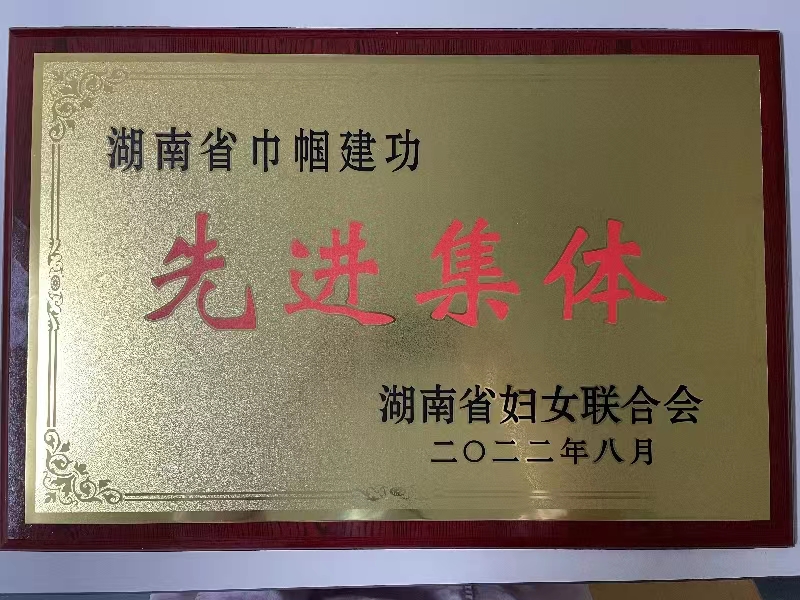 湖南省巾帼建功
先进集体
湖南省妇女联合会
二〇二二年八月